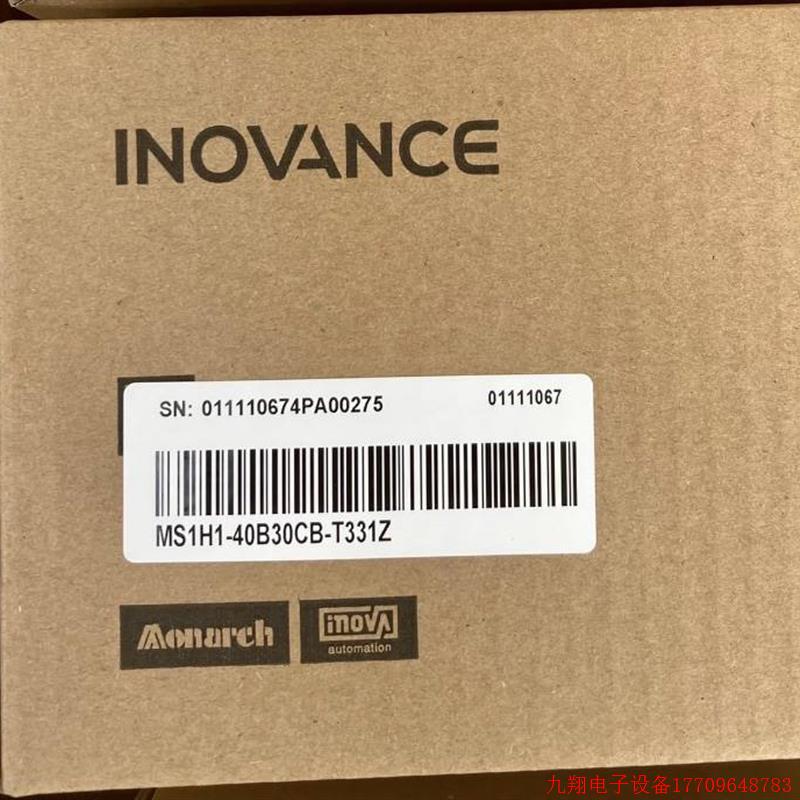 INOVANCE
SN: 011110674PA00275 01111067
MS1H1-40B30CB-T331Z
Monarch
inovA
automation
九翔电子设备17709648783